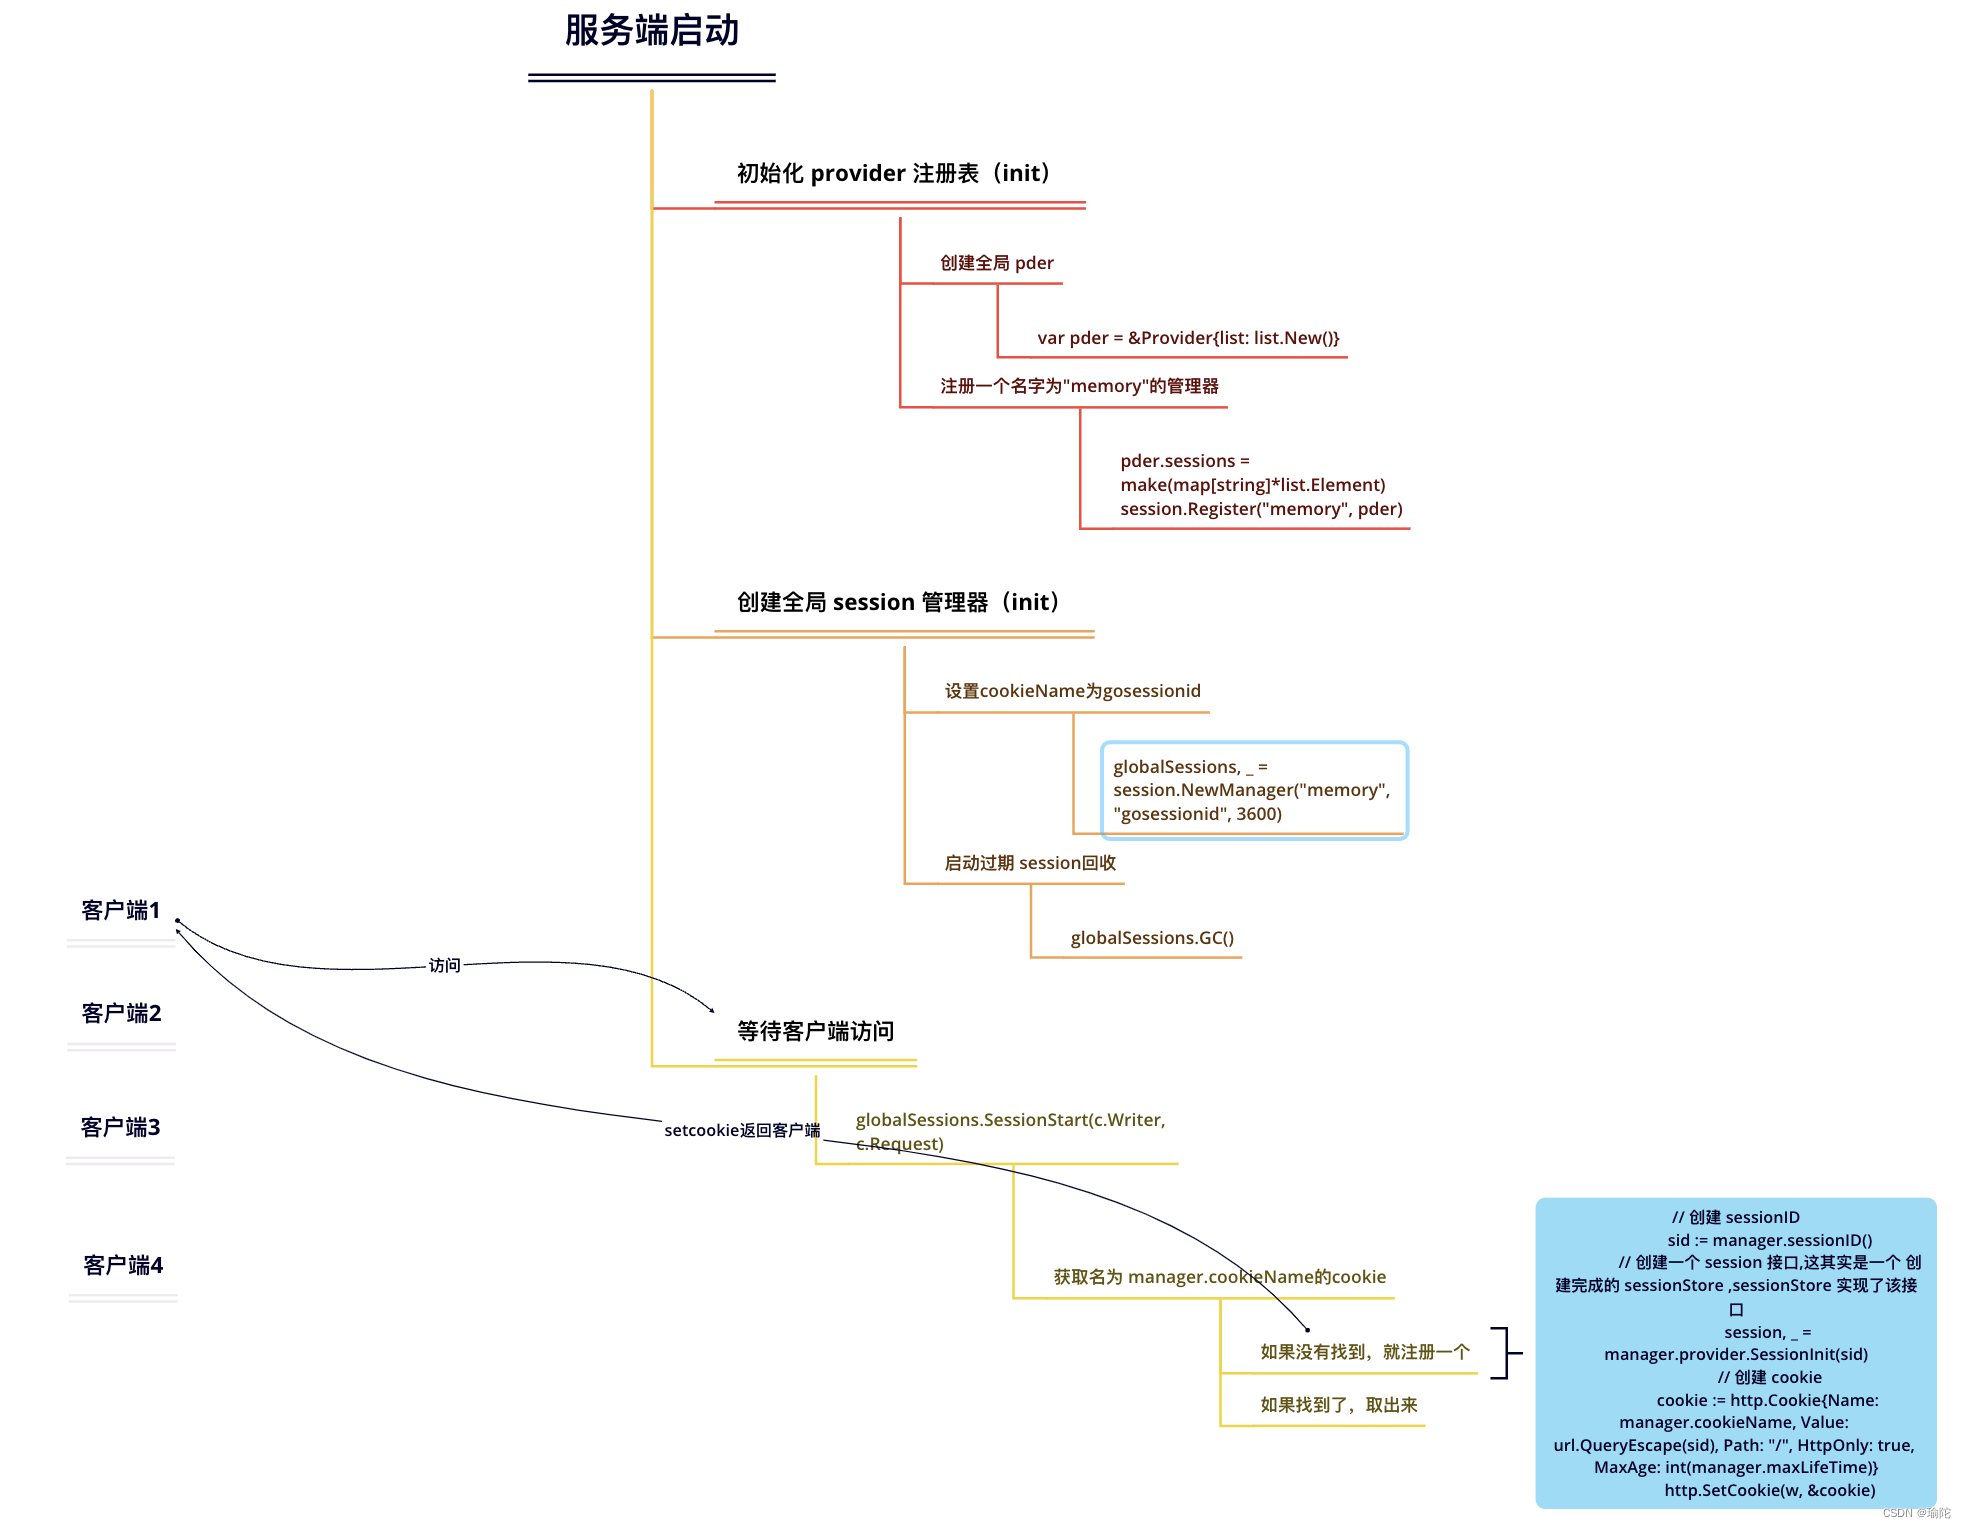 服务端启动
初始化 provider 注册表（init）
创建全局 pder
var pder = &Provider{list: list.New()}
注册一个名字为"memory"的管理器
pder.sessions =
make(map[string]*list.Element)
session.Register("memory", pder)
创建全局 session 管理器（init）
设置cookieName为gosessionid
globalSessions, _ =
session.NewManager("memory",
"gosessionid", 3600)
启动过期 session回收
globalSessions.GC()
客户端1
访问
客户端2
等待客户端访问
客户端3
setcookie返回客户端
globalSessions.SessionStart(c.Writer,
c.Request)
客户端4
获取名为 manager.cookieName的cookie
如果没有找到，就注册一个
如果找到了，取出来
// 创建 sessionID
sid := manager.sessionID()
// 创建一个 session 接口,这其实是一个 创
建完成的 sessionStore ,sessionStore 实现了该接
口
session, _ =
manager.provider.SessionInit(sid)
// 创建 cookie
cookie := http.Cookie{Name:
manager.cookieName, Value:
url.QueryEscape(sid), Path: "/", HttpOnly: true,
MaxAge: int(manager.maxLifeTime)}
http.SetCookie(w, &cookie)
CSDN @瑜陀